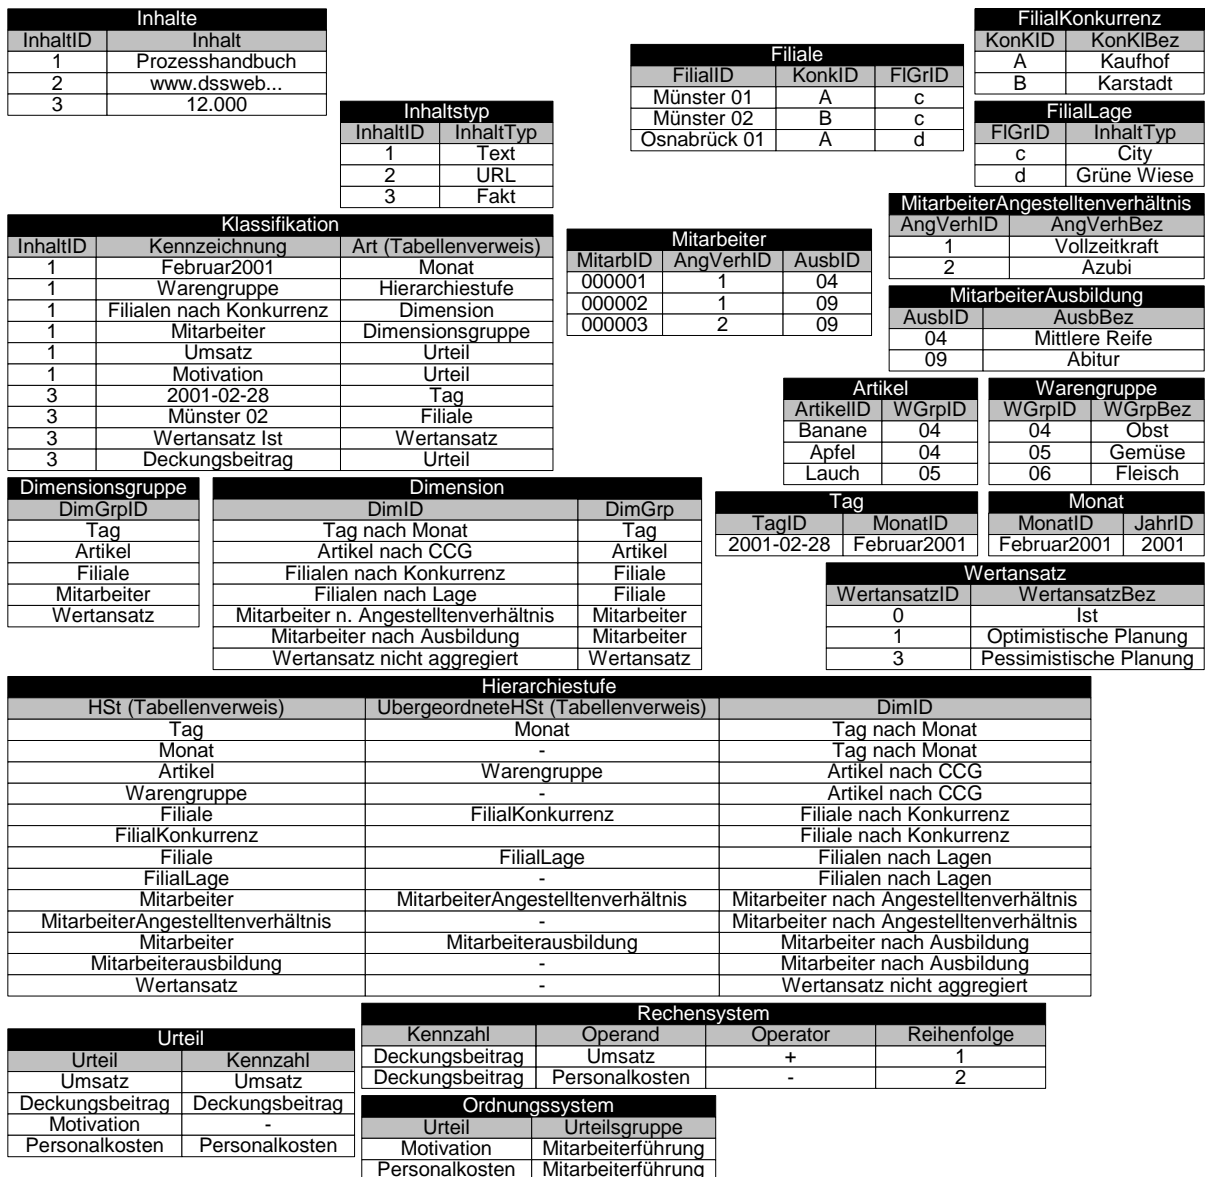 Inhalte
InhaltID Inhalt
1 Prozesshandbuch
2 www.dssweb...
3 12.000
Inhaltstyp
InhaltID InhaltTyp
1 Text
2 URL
3 Fakt
Filiale
FilialID KonkID FlGrID
Münster 01 A c
Münster 02 B c
Osnabrück 01 A d
FilialKonkurrenz
KonKID KonKlBez
A Kaufhof
B Karstadt
FilialLage
FlGrID InhaltTyp
c City
d Grüne Wiese
Klassifikation
InhaltID Kennzeichnung Art (Tabellenverweis)
1 Februar2001 Monat
1 Warengruppe Hierarchiestufe
1 Filialen nach Konkurrenz Dimension
1 Mitarbeiter Dimensionsgruppe
1 Umsatz Urteil
1 Motivation Urteil
3 2001-02-28 Tag
3 Münster 02 Filiale
3 Wertansatz Ist Wertansatz
3 Deckungsbeitrag Urteil
Mitarbeiter
MitarbID AngVerhID AusbID
000001 1 04
000002 1 09
000003 2 09
MitarbeiterAngestelltenverhältnis
AngVerhID AngVerhBez
1 Vollzeitkraft
2 Azubi
MitarbeiterAusbildung
AusbID AusbBez
04 Mittlere Reife
09 Abitur
Artikel
ArtikelID WGrpID
Banane 04
Apfel 04
Lauch 05
Warengruppe
WGrpID WGrpBez
04 Obst
05 Gemüse
06 Fleisch
Dimensionsgruppe
DimGrpID
Tag
Artikel
Filiale
Mitarbeiter
Wertansatz
Dimension
DimID DimGrp
Tag nach Monat Tag
Artikel nach CCG Artikel
Filialen nach Konkurrenz Filiale
Filialen nach Lage Filiale
Mitarbeiter n. Angestelltenverhältnis Mitarbeiter
Mitarbeiter nach Ausbildung Mitarbeiter
Wertansatz nicht aggregiert Wertansatz
Tag
TagID MonatID
2001-02-28 Februar2001
Monat
MonatID JahrID
Februar2001 2001
Wertansatz
WertansatzID WertansatzBez
0 Ist
1 Optimistische Planung
3 Pessimistische Planung
Hierarchiestufe
HSt (Tabellenverweis) ÜbergeordneteHSt (Tabellenverweis) DimID
Tag Monat Tag nach Monat
Monat - Tag nach Monat
Artikel Warengruppe Artikel nach CCG
Warengruppe - Artikel nach CCG
Filiale FilialKonkurrenz Filiale nach Konkurrenz
FilialKonkurrenz Filiale nach Konkurrenz
Filiale FilialLage Filialen nach Lagen
FilialLage - Filialen nach Lagen
Mitarbeiter MitarbeiterAngestelltenverhältnis Mitarbeiter nach Angestelltenverhältnis
MitarbeiterAngestelltenverhältnis - Mitarbeiter nach Angestelltenverhältnis
Mitarbeiter Mitarbeiterausbildung Mitarbeiter nach Ausbildung
Mitarbeiterausbildung - Mitarbeiter nach Ausbildung
Wertansatz - Wertansatz nicht aggregiert
Urteil
Urteil Kennzahl
Umsatz Umsatz
Deckungsbeitrag Deckungsbeitrag
Motivation -
Personalkosten Personalkosten
Rechensystem
Kennzahl Operand Operator Reihenfolge
Deckungsbeitrag Umsatz + 1
Deckungsbeitrag Personalkosten - 2
Ordnungssystem
Urteil Urteilsgruppe
Motivation Mitarbeiterführung
Personalkosten Mitarbeiterführung